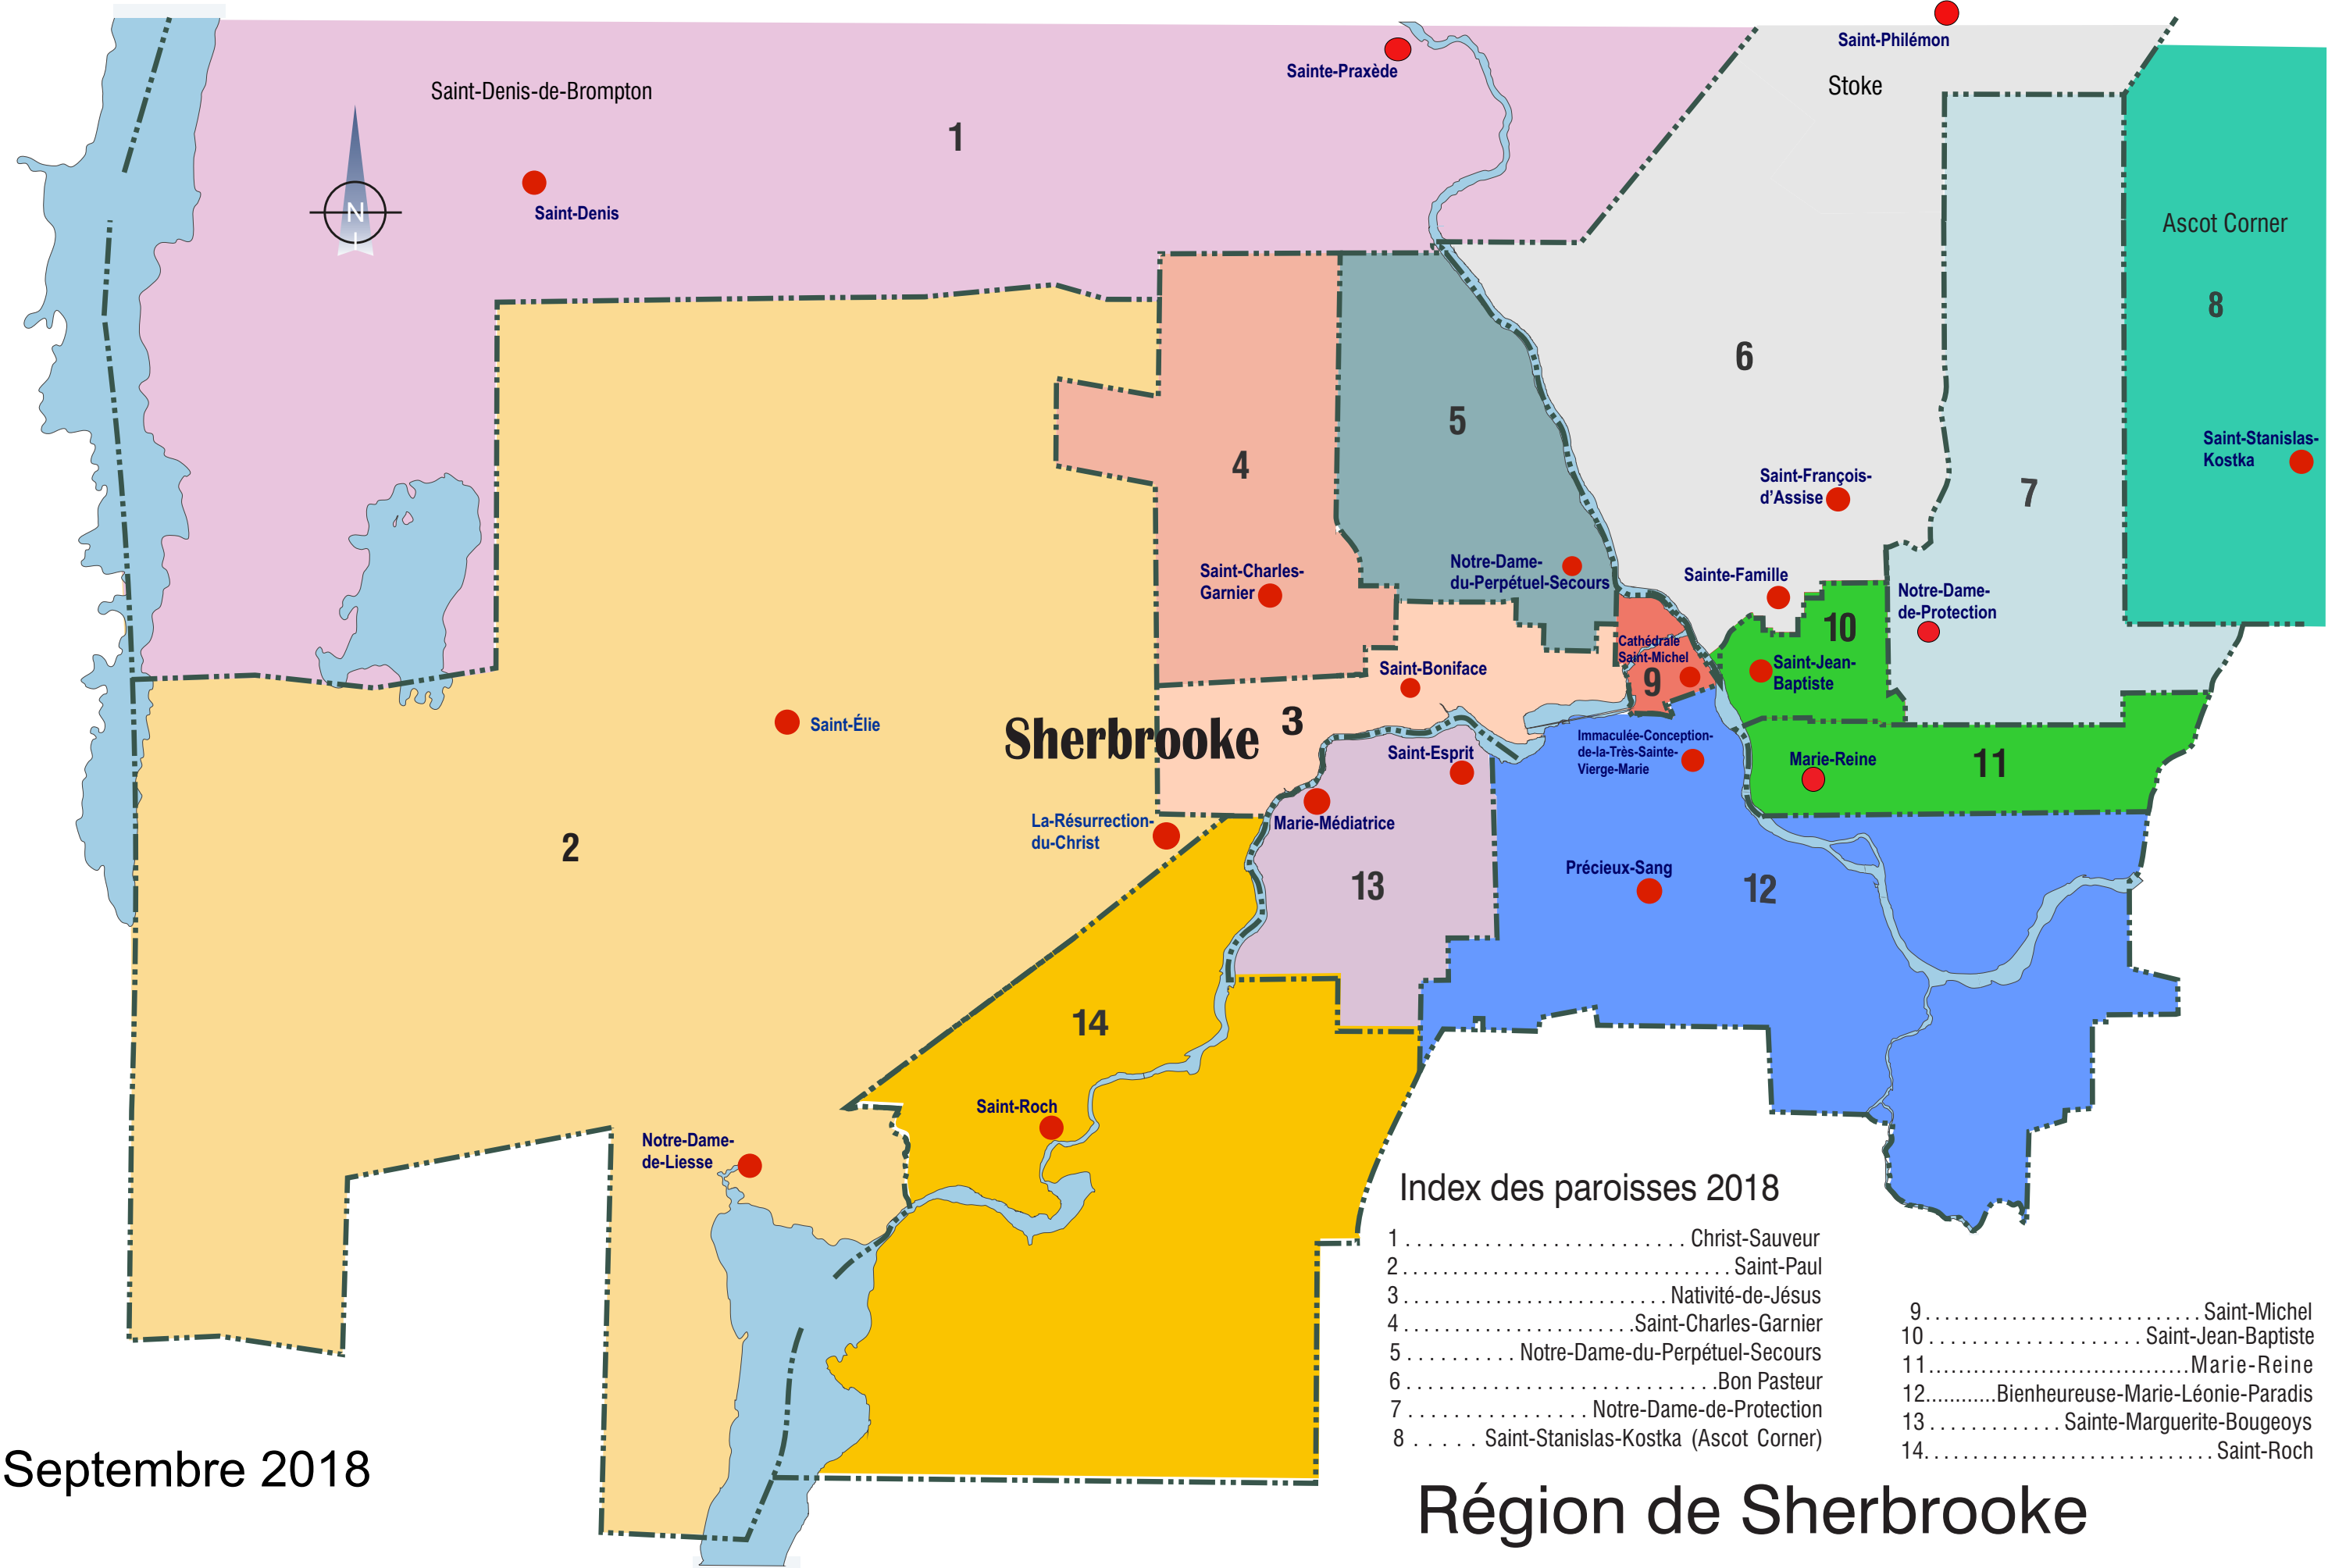 Saint-Philémon
Sainte-Praxède
Stoke
Saint-Denis-de-Brompton
1
N
Saint-Denis
Ascot Corner
8
6
5
4
Saint-Stanislas-
Kostka
Saint-François-
d'Assise
7
Saint-Charles-
Garnier
Notre-Dame-
du-Perpétuel-Secours
Sainte-Famille
Notre-Dame-
de-Protection
10
Cathédrale
Saint-Michel
9
Saint-Jean-
Baptiste
Saint-Boniface
Saint-Élie
Sherbrooke
3
Saint-Esprit
Immaculée-Conception-
de-la-Très-Sainte-
Vierge-Marie
Marie-Reine
11
La-Résurrection-
du-Christ
Marie-Médiatrice
2
13
Précieux-Sang
12
14
Saint-Roch
Notre-Dame-
de-Liesse
Index des paroisses 2018
1 . . . . . . . . . . . . . . . . . . . . . . . . . Christ-Sauveur
2 . . . . . . . . . . . . . . . . . . . . . . . . . . . . . Saint-Paul
3 . . . . . . . . . . . . . . . . . . . . . . . . Nativité-de-Jésus
4 . . . . . . . . . . . . . . . . . . . . . Saint-Charles-Garnier
5 . . . . . . . . . . Notre-Dame-du-Perpétuel-Secours
6 . . . . . . . . . . . . . . . . . . . . . . . . . . . . Bon Pasteur
7 . . . . . . . . . . . . . . . . Notre-Dame-de-Protection
8 . . . . . Saint-Stanislas-Kostka (Ascot Corner)
9 . . . . . . . . . . . . . . . . . . . . . . . . . Saint-Michel
10 . . . . . . . . . . . . . . . . . . . Saint-Jean-Baptiste
11...................................Marie-Reine
12............Bienheureuse-Marie-Léonie-Paradis
13 . . . . . . . . . . . . Sainte-Marguerite-Bougeoys
14. . . . . . . . . . . . . . . . . . . . . . . . . . Saint-Roch
Septembre 2018
Région de Sherbrooke